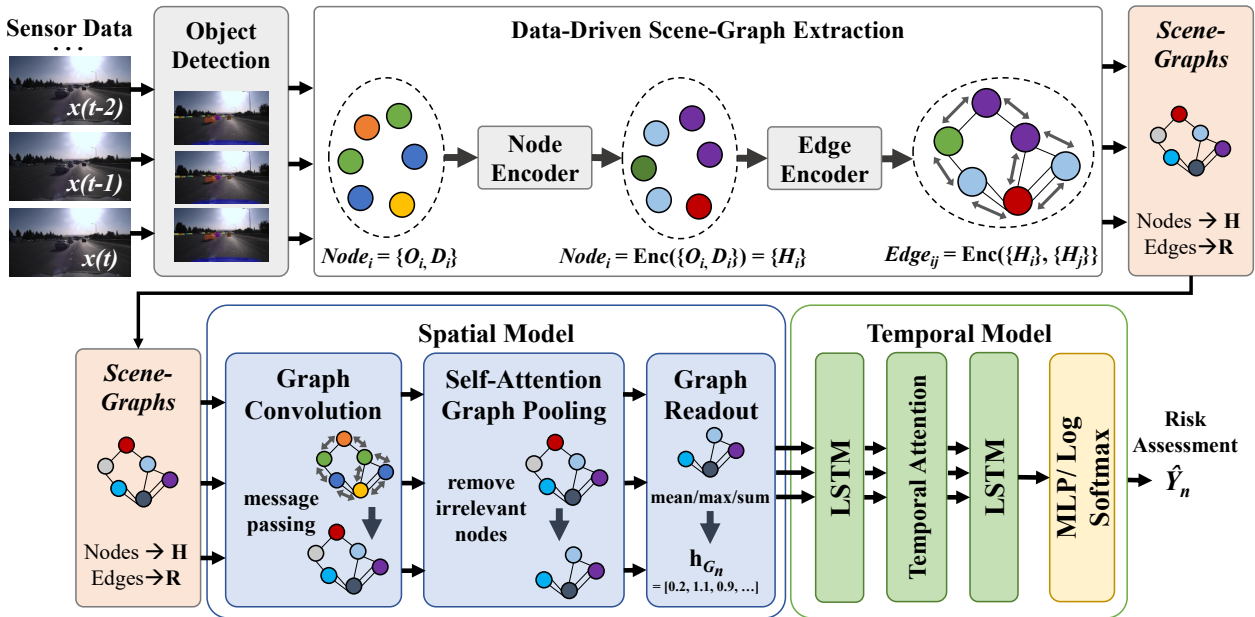 Sensor Data
...
x(t-2)
x(t-1)
x(t)
Object
Detection
Data-Driven Scene-Graph Extraction
Node
Encoder
Edge
Encoder
Node_i = {O_i, D_i}
Node_i = Enc({O_i, D_i}) = {H_i}
Edge_ij = Enc({H_i}, {H_j}}
Scene-
Graphs
Nodes → H
Edges→R
Scene-
Graphs
Nodes → H
Edges→R
Spatial Model
Graph
Convolution
message
passing
Self-Attention
Graph Pooling
remove
irrelevant
nodes
Graph
Readout
mean/max/sum
h_{G_n}
= [0.2, 1.1, 0.9, …]
Temporal Model
LSTM
Temporal Attention
LSTM
MLP/ Log
Softmax
Risk
Assessment
Ŷ_n